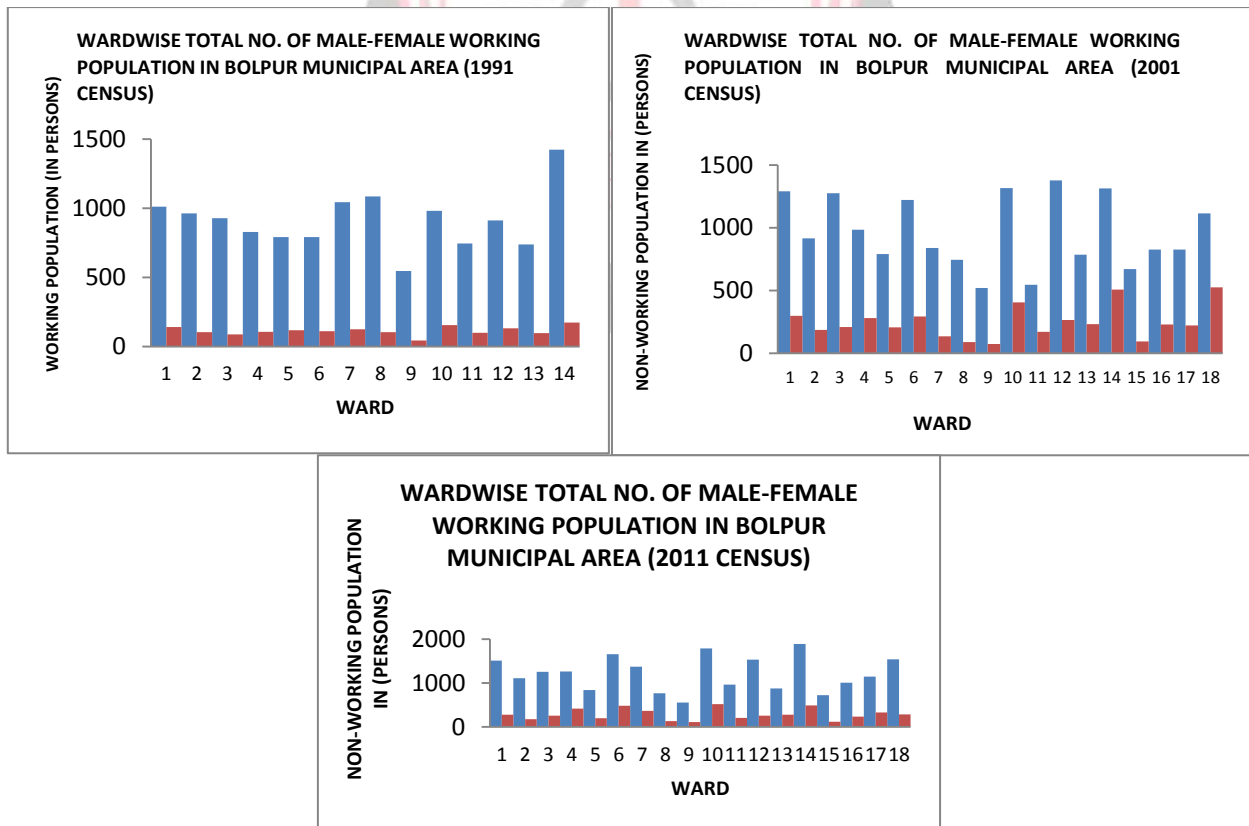 WARDWISE TOTAL NO. OF MALE-FEMALE WORKING
POPULATION IN BOLPUR MUNICIPAL AREA (1991
CENSUS)
WORKING POPULATION (IN PERSONS)
1500
1000
500
0
1 2 3 4 5 6 7 8 9 10 11 12 13 14
WARD
WARDWISE TOTAL NO. OF MALE-FEMALE WORKING
POPULATION IN BOLPUR MUNICIPAL AREA (2001
CENSUS)
NON-WORKING POPULATION IN (PERSONS)
1500
1000
500
0
1 2 3 4 5 6 7 8 9 10 11 12 13 14 15 16 17 18
WARD
WARDWISE TOTAL NO. OF MALE-FEMALE
WORKING POPULATION IN BOLPUR
MUNICIPAL AREA (2011 CENSUS)
NON-WORKING POPULATION
IN (PERSONS)
2000
1000
0
1 2 3 4 5 6 7 8 9 10 11 12 13 14 15 16 17 18
WARD